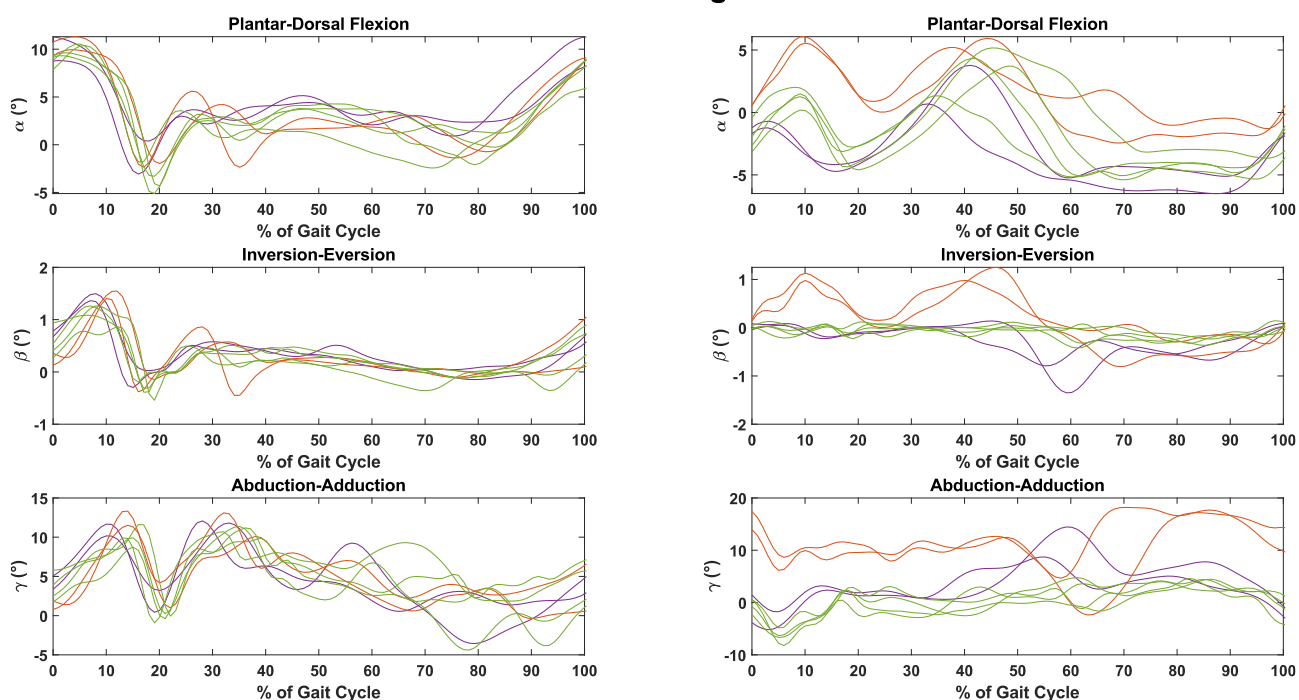 Plantar-Dorsal Flexion
10
5
0
-5
α (°)
0 10 20 30 40 50 60 70 80 90 100
% of Gait Cycle
Inversion-Eversion
2
1
0
-1
β (°)
0 10 20 30 40 50 60 70 80 90 100
% of Gait Cycle
Abduction-Adduction
15
10
5
0
-5
γ (°)
0 10 20 30 40 50 60 70 80 90 100
% of Gait Cycle
Plantar-Dorsal Flexion
5
0
-5
α (°)
0 10 20 30 40 50 60 70 80 90 100
% of Gait Cycle
Inversion-Eversion
1
0
-1
-2
β (°)
0 10 20 30 40 50 60 70 80 90 100
% of Gait Cycle
Abduction-Adduction
20
10
0
-10
γ (°)
0 10 20 30 40 50 60 70 80 90 100
% of Gait Cycle